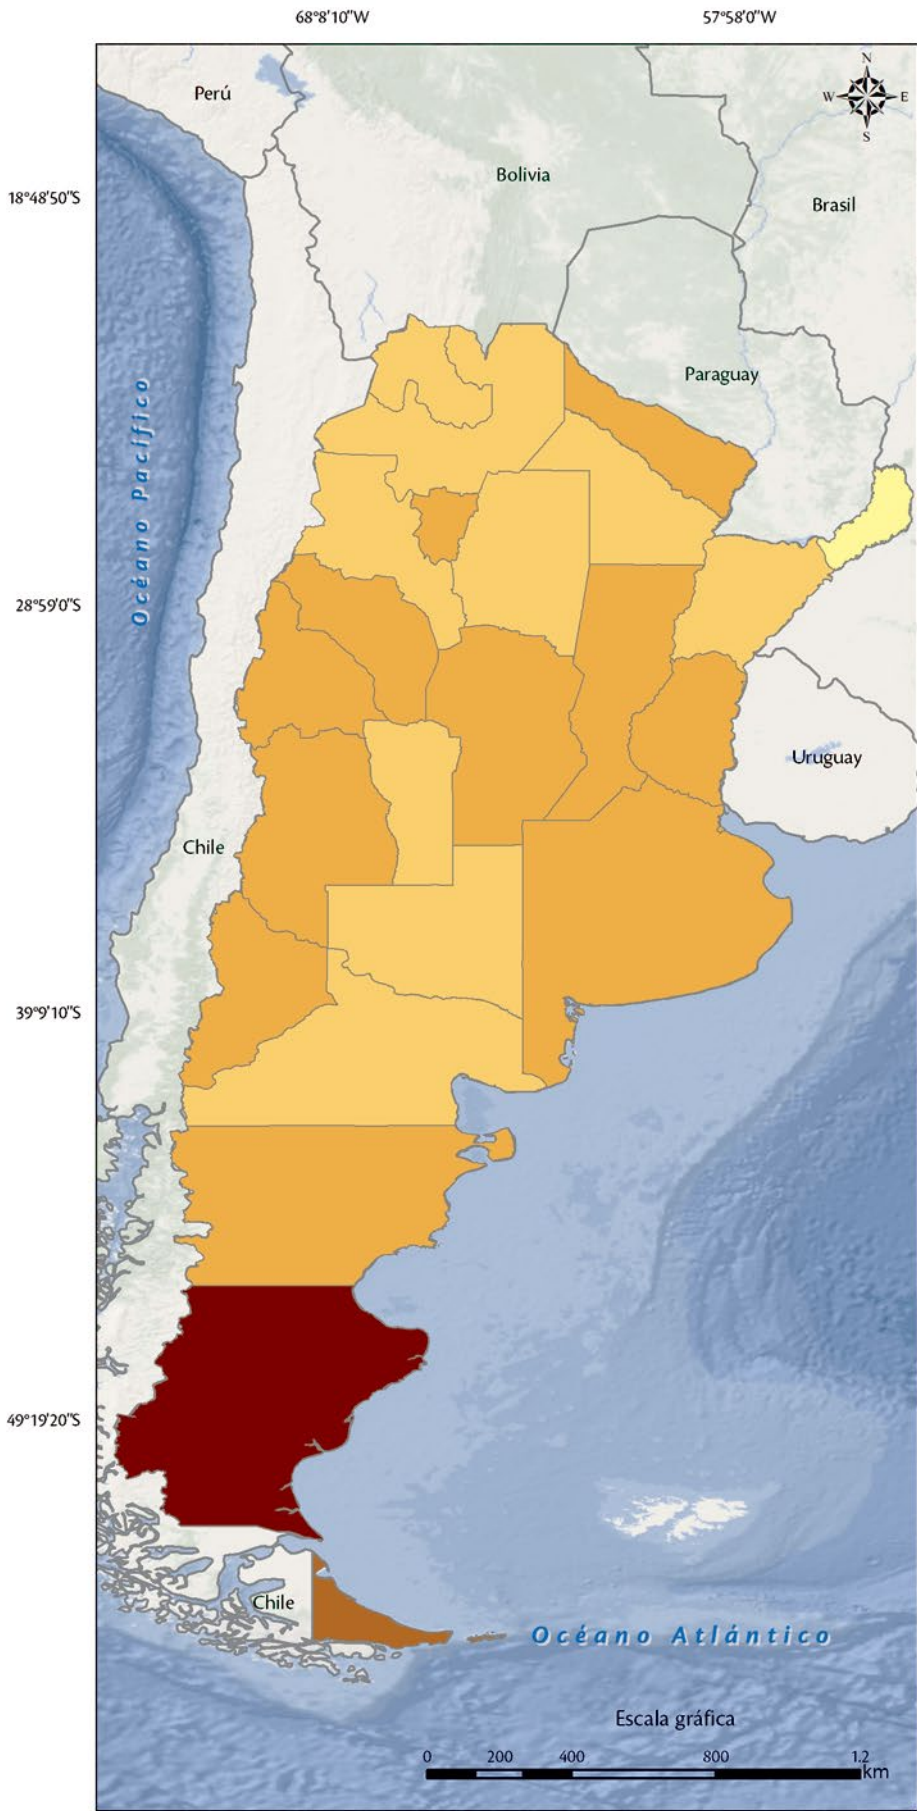 68°8'10"W
57°58'0"W
N
W
E
S
Perú
Bolivia
18°48'50"S
Brasil
Paraguay
Océano Pacífico
28°59'0"S
Uruguay
Chile
39°9'10"S
49°19'20"S
Chile
Océano Atlántico
Escala gráfica
0 200 400 800 1.2
km